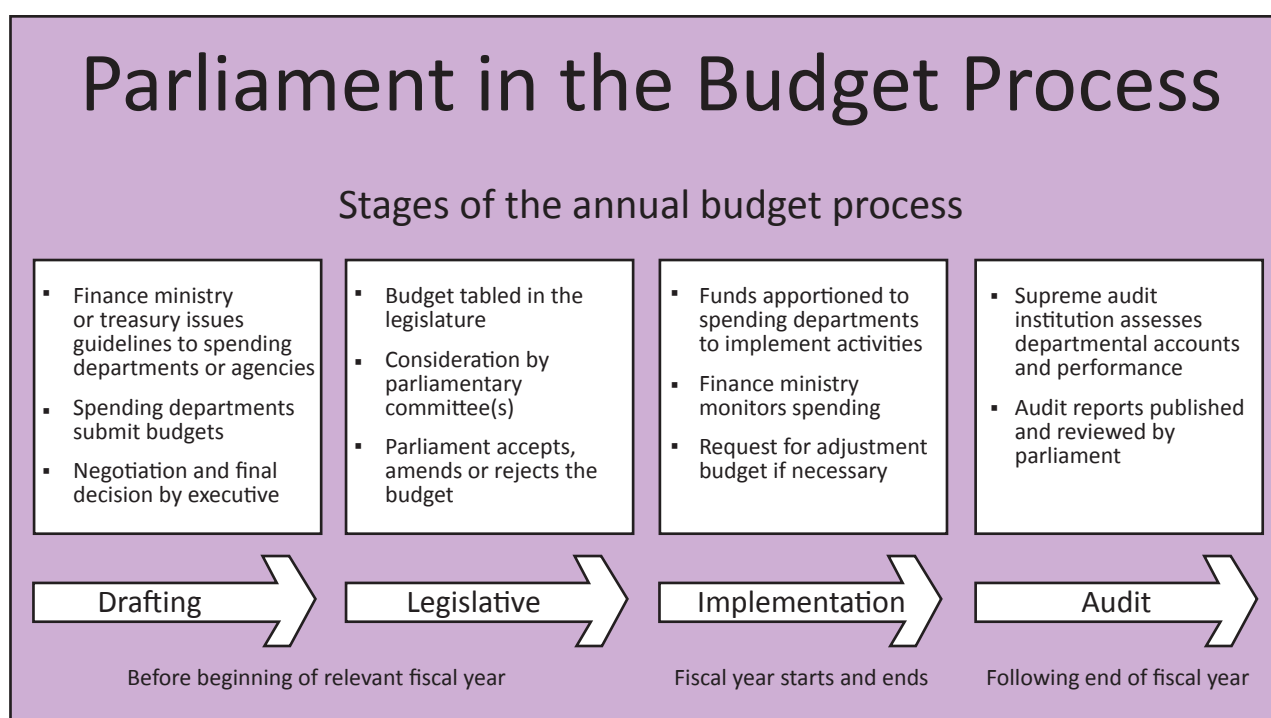 Parliament in the Budget Process
Stages of the annual budget process
▪ Finance ministry
or treasury issues
guidelines to spending
departments or agencies
▪ Spending departments
submit budgets
▪ Negotiation and final
decision by executive
▪ Budget tabled in the
legislature
▪ Consideration by
parliamentary
committee(s)
▪ Parliament accepts,
amends or rejects the
budget
▪ Funds apportioned to
spending departments
to implement activities
▪ Finance ministry
monitors spending
▪ Request for adjustment
budget if necessary
▪ Supreme audit
institution assesses
departmental accounts
and performance
▪ Audit reports published
and reviewed by
parliament
Drafting
Legislative
Implementation
Audit
Before beginning of relevant fiscal year
Fiscal year starts and ends
Following end of fiscal year